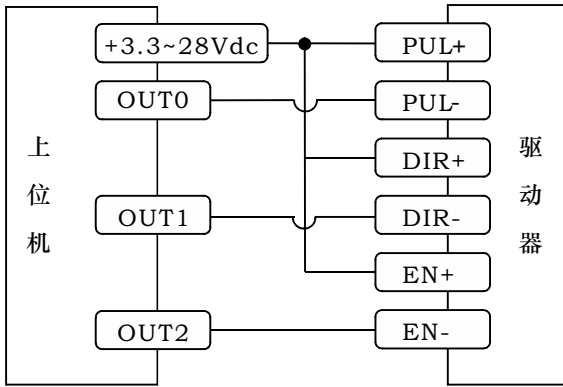 +3.3~28Vdc
PUL+
OUT0
PUL-
上位机
DIR+
驱动器
OUT1
DIR-
EN+
OUT2
EN-